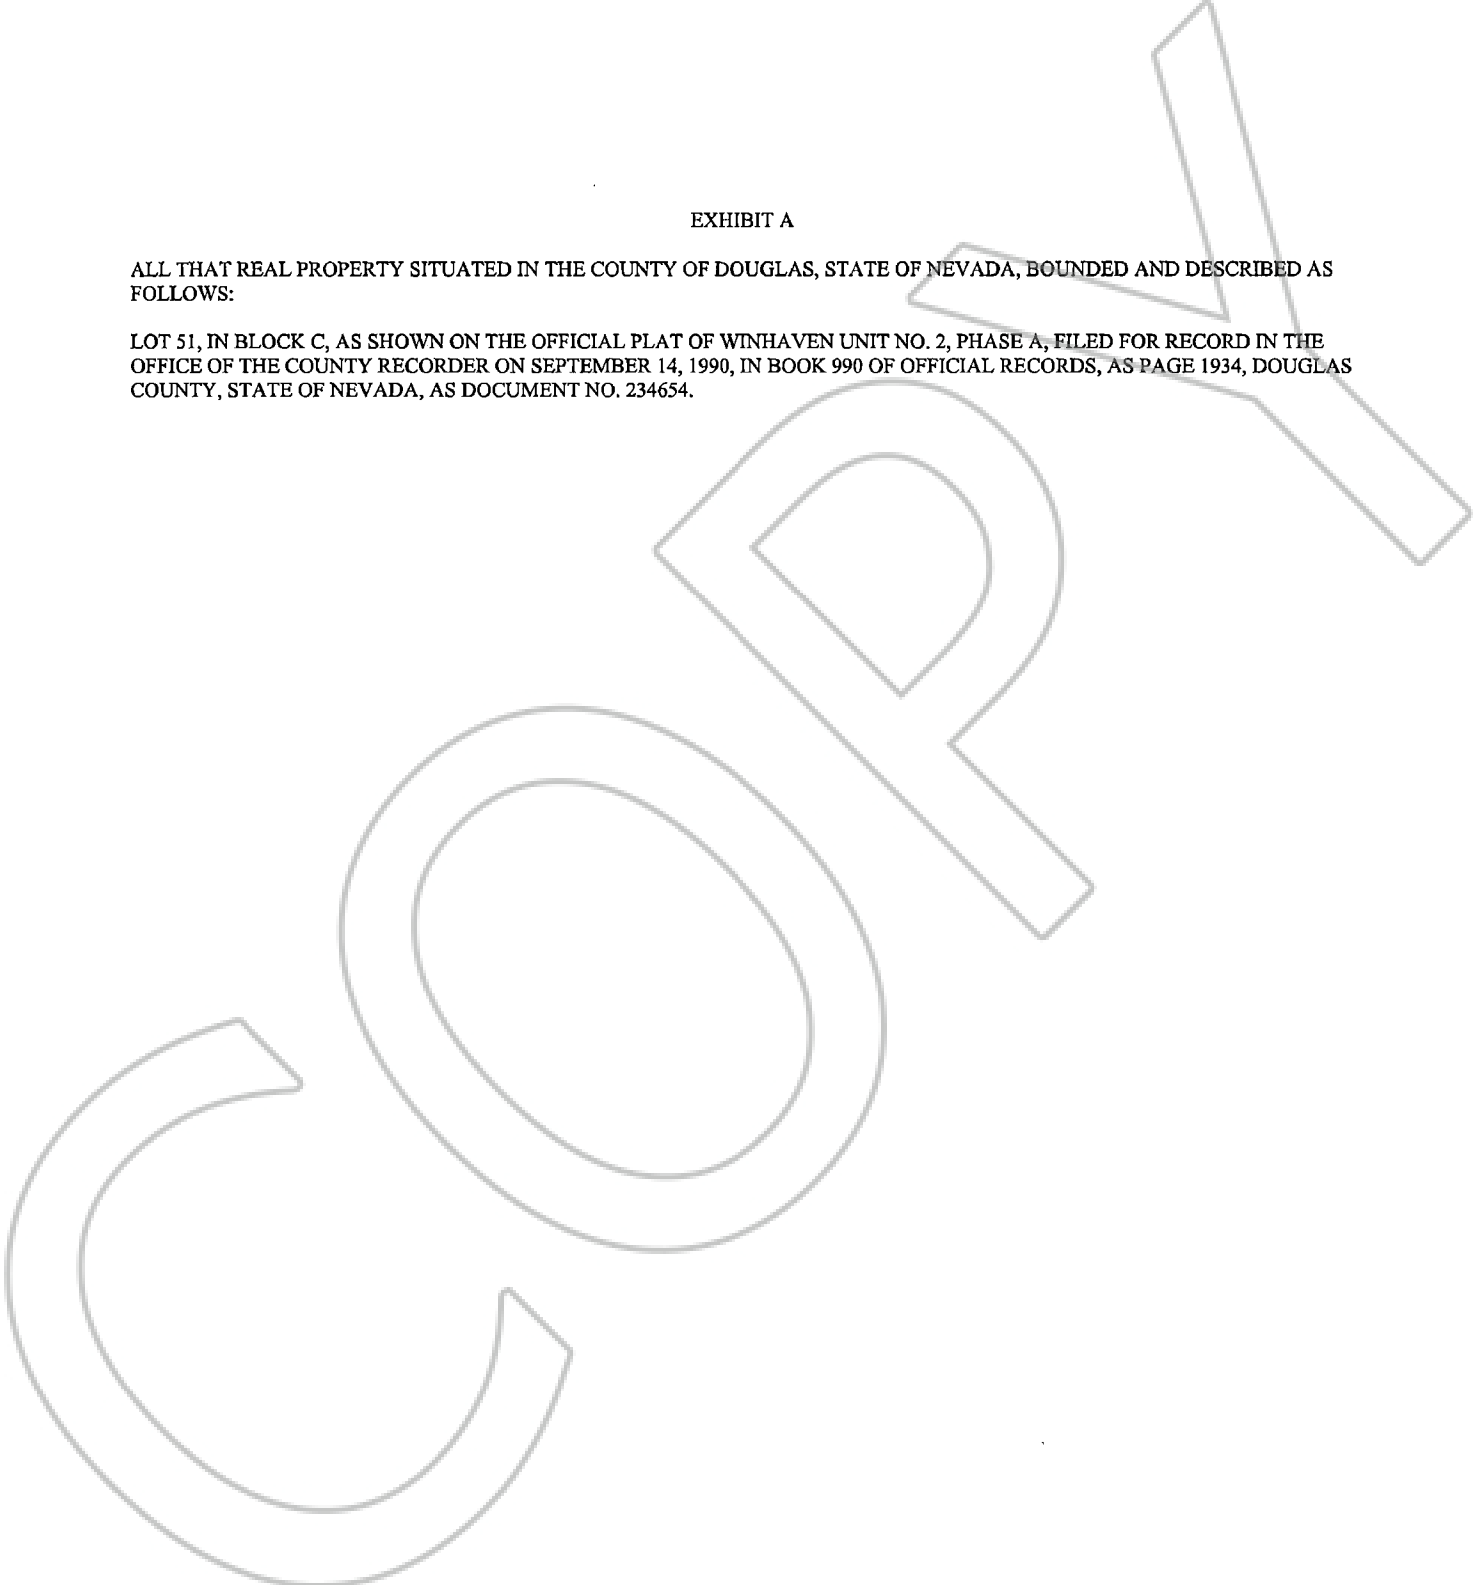 EXHIBIT A
ALL THAT REAL PROPERTY SITUATED IN THE COUNTY OF DOUGLAS, STATE OF NEVADA, BOUNDED AND DESCRIBED AS
FOLLOWS:
LOT 51, IN BLOCK C, AS SHOWN ON THE OFFICIAL PLAT OF WINHAVEN UNIT NO. 2, PHASE A, FILED FOR RECORD IN THE
OFFICE OF THE COUNTY RECORDER ON SEPTEMBER 14, 1990, IN BOOK 990 OF OFFICIAL RECORDS, AS PAGE 1934, DOUGLAS
COUNTY, STATE OF NEVADA, AS DOCUMENT NO. 234654.
COPY